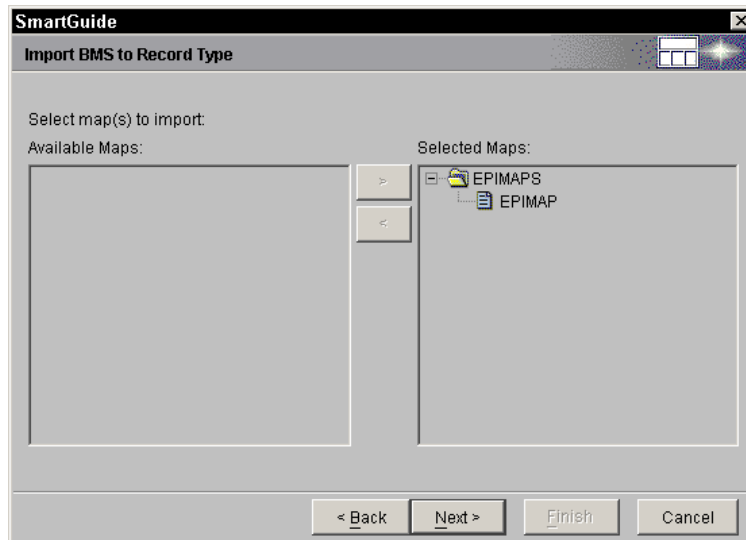 SmartGuide
Import BMS to Record Type
Select map(s) to import:
Available Maps:
Selected Maps:
>
<
EPIMAPS
EPIMAP
< Back
Next >
Finish
Cancel